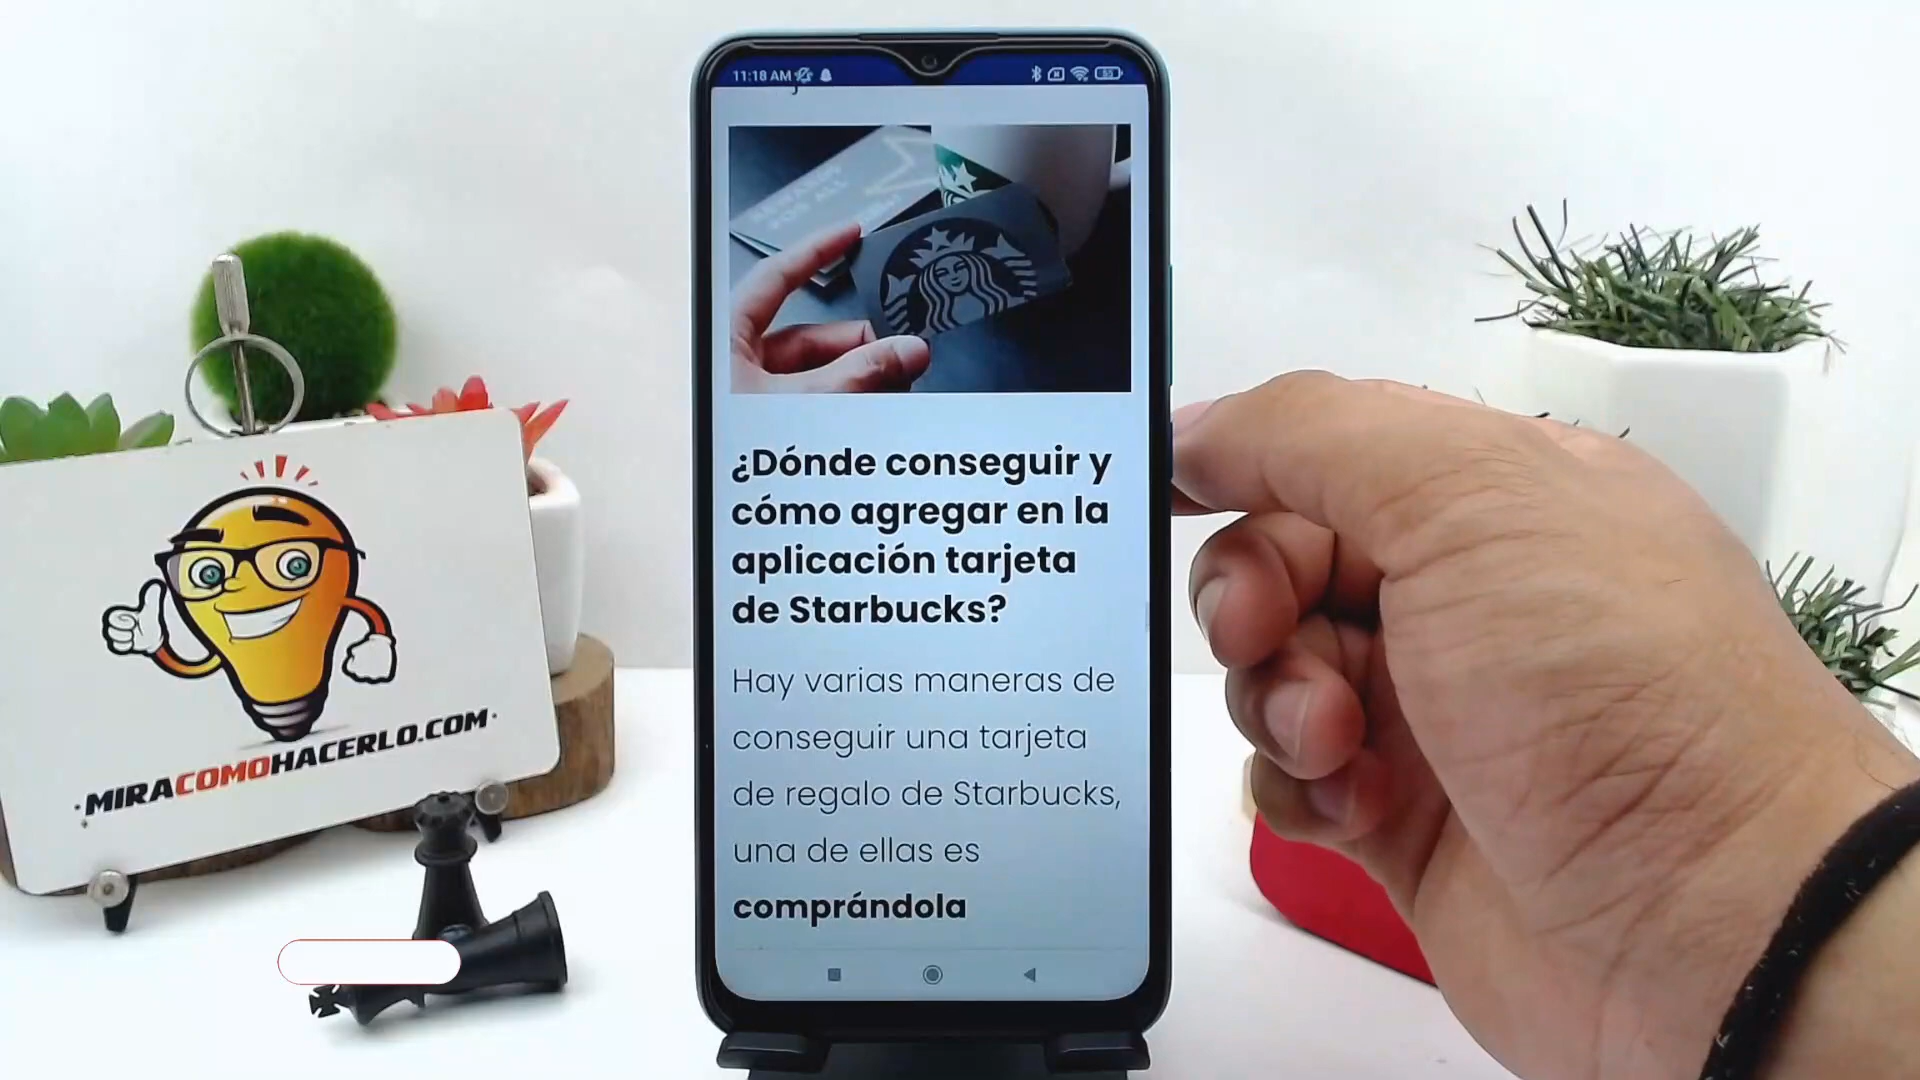 11:18 AM
55
¿Dónde conseguir y
cómo agregar en la
aplicación tarjeta
de Starbucks?
Hay varias maneras de
conseguir una tarjeta
de regalo de Starbucks,
una de ellas es
comprándola
·MIRACOMOHACERLO.COM·